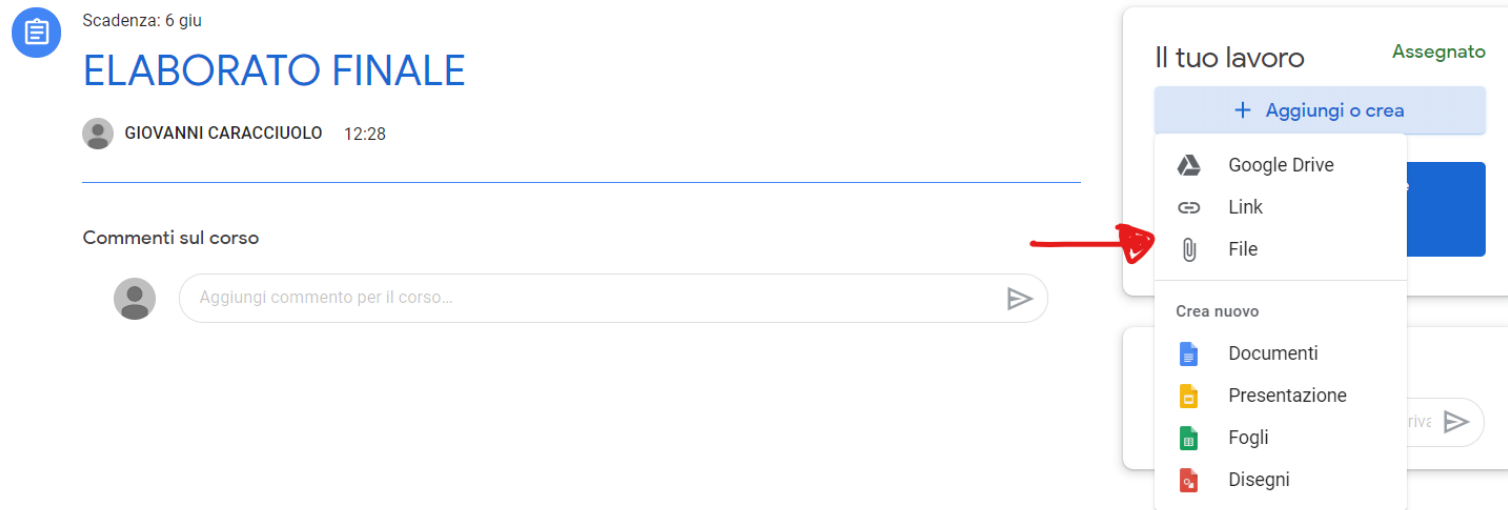 Scadenza: 6 giu
ELABORATO FINALE
GIOVANNI CARACCIUOLO 12:28
Commenti sul corso
Aggiungi commento per il corso...
Il tuo lavoro Assegnato
+ Aggiungi o crea
Google Drive
Link
File
Crea nuovo
Documenti
Presentazione
Fogli
Disegni